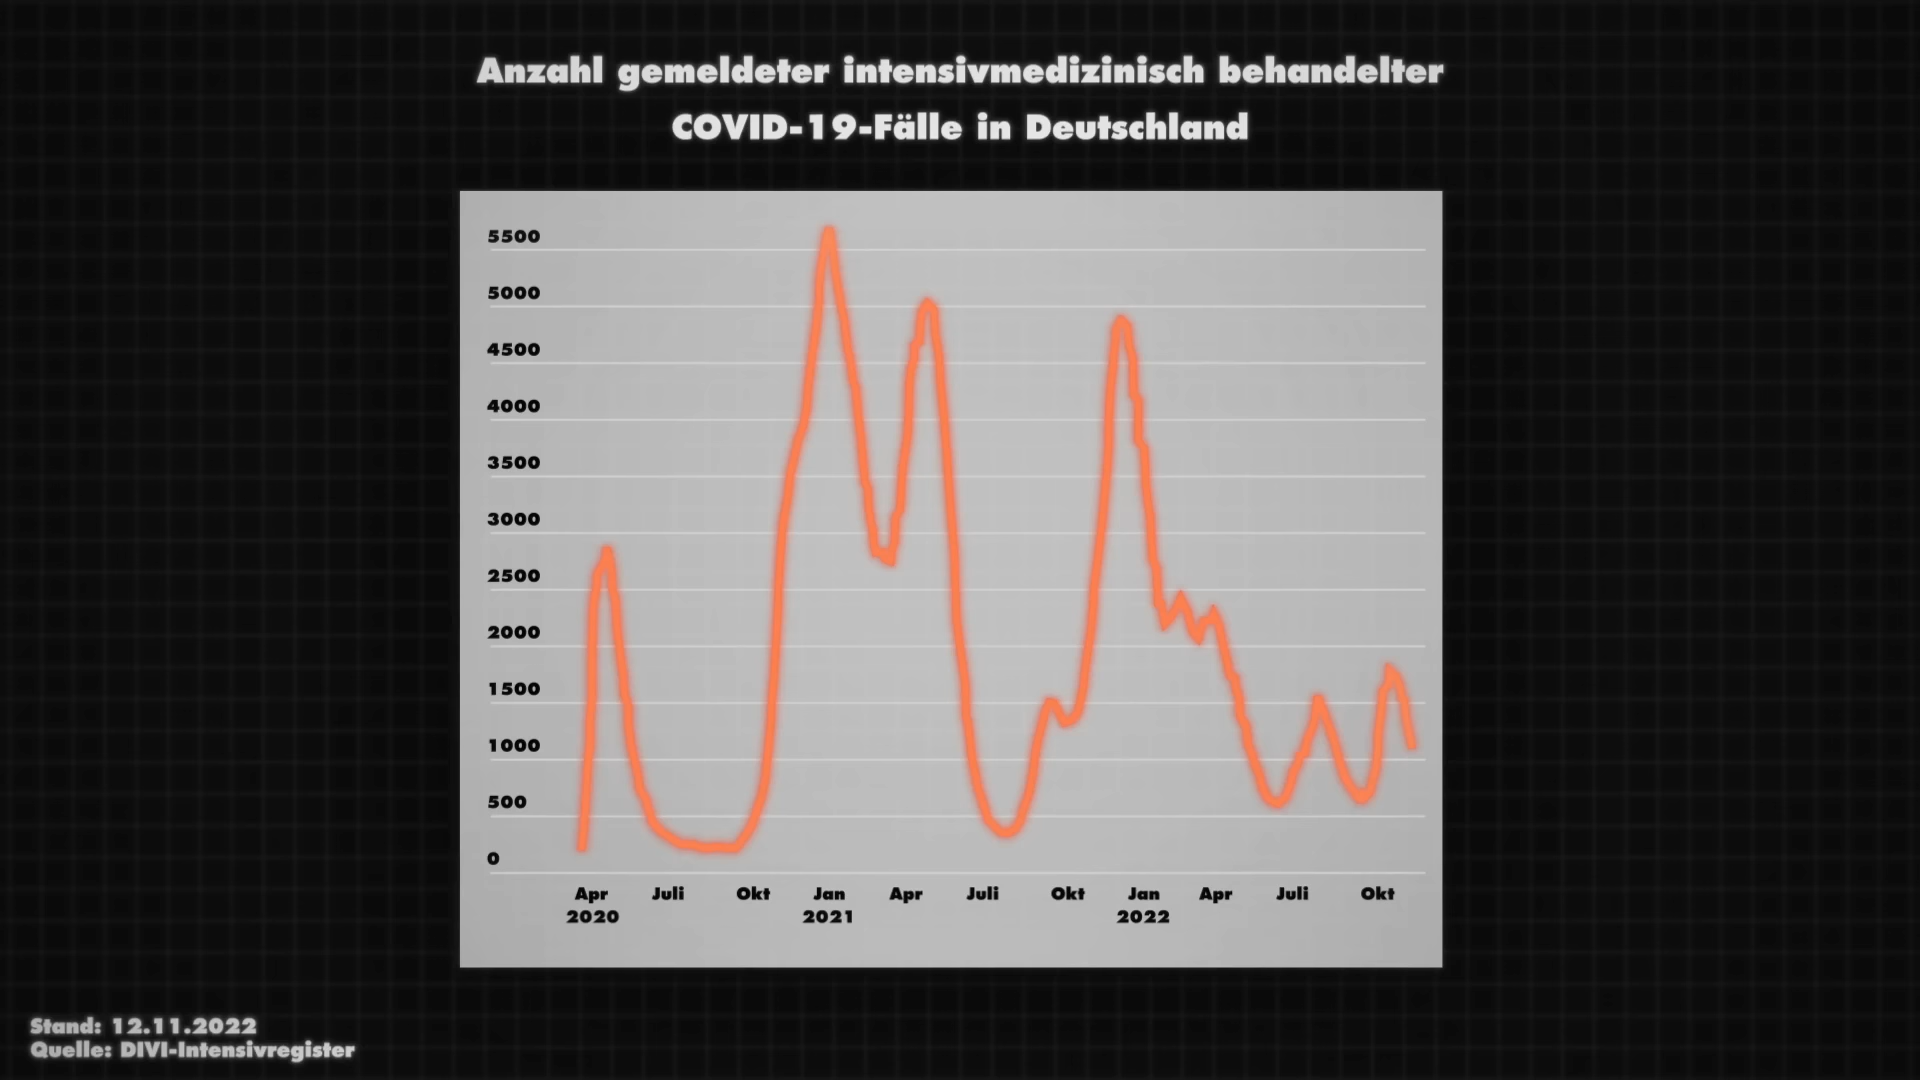 Anzahl gemeldeter intensivmedizinisch behandelter
COVID-19-Fälle in Deutschland
5500
5000
4500
4000
3500
3000
2500
2000
1500
1000
500
0
Apr Juli Okt Jan Apr Juli Okt Jan Apr Juli Okt
2020 2021 2022
Stand: 12.11.2022
Quelle: DIVI-Intensivregister